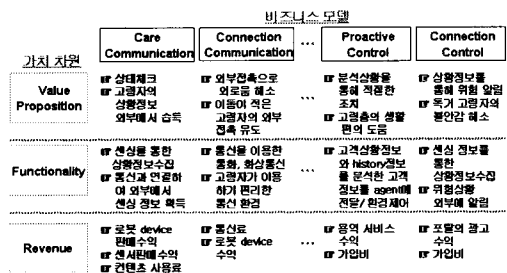 비즈니스 모델
가치 차원
Care Communication
Connection Communication
...
Proactive Control
Connection Control
Value Proposition
☞ 상태체크
☞ 고령자의 상황정보 외부에서 습득
☞ 외부접촉으로 외로움 해소
☞ 이동이 적은 고령자의 외부 접촉 유도
...
☞ 분석상황을 통해 적절한 조치
☞ 고령층의 생활 편의 도움
☞ 상황정보를 통해 위험 알림
☞ 독거 고령자의 불안감 해소
Functionality
☞ 센싱을 통한 상황정보수집
☞ 통신과 연결하여 외부에서 센싱 정보 획득
☞ 통신을 이용한 통화, 화상통신
☞ 고령자가 이용하기 편리한 통신 환경
...
☞ 고객상황정보와 history정보를 분석한 고객 정보를 agent에 전달/환경제어
☞ 센싱 정보를 통한 상황정보수집
☞ 위험상황 외부에 알림
Revenue
☞ 로봇 device 판매수익
☞ 센서판매수익
☞ 컨텐츠 사용료
☞ 통신료
☞ 로봇 device 수익
...
☞ 용역 서비스 수익
☞ 가입비
☞ 포탈의 광고 수익
☞ 가입비